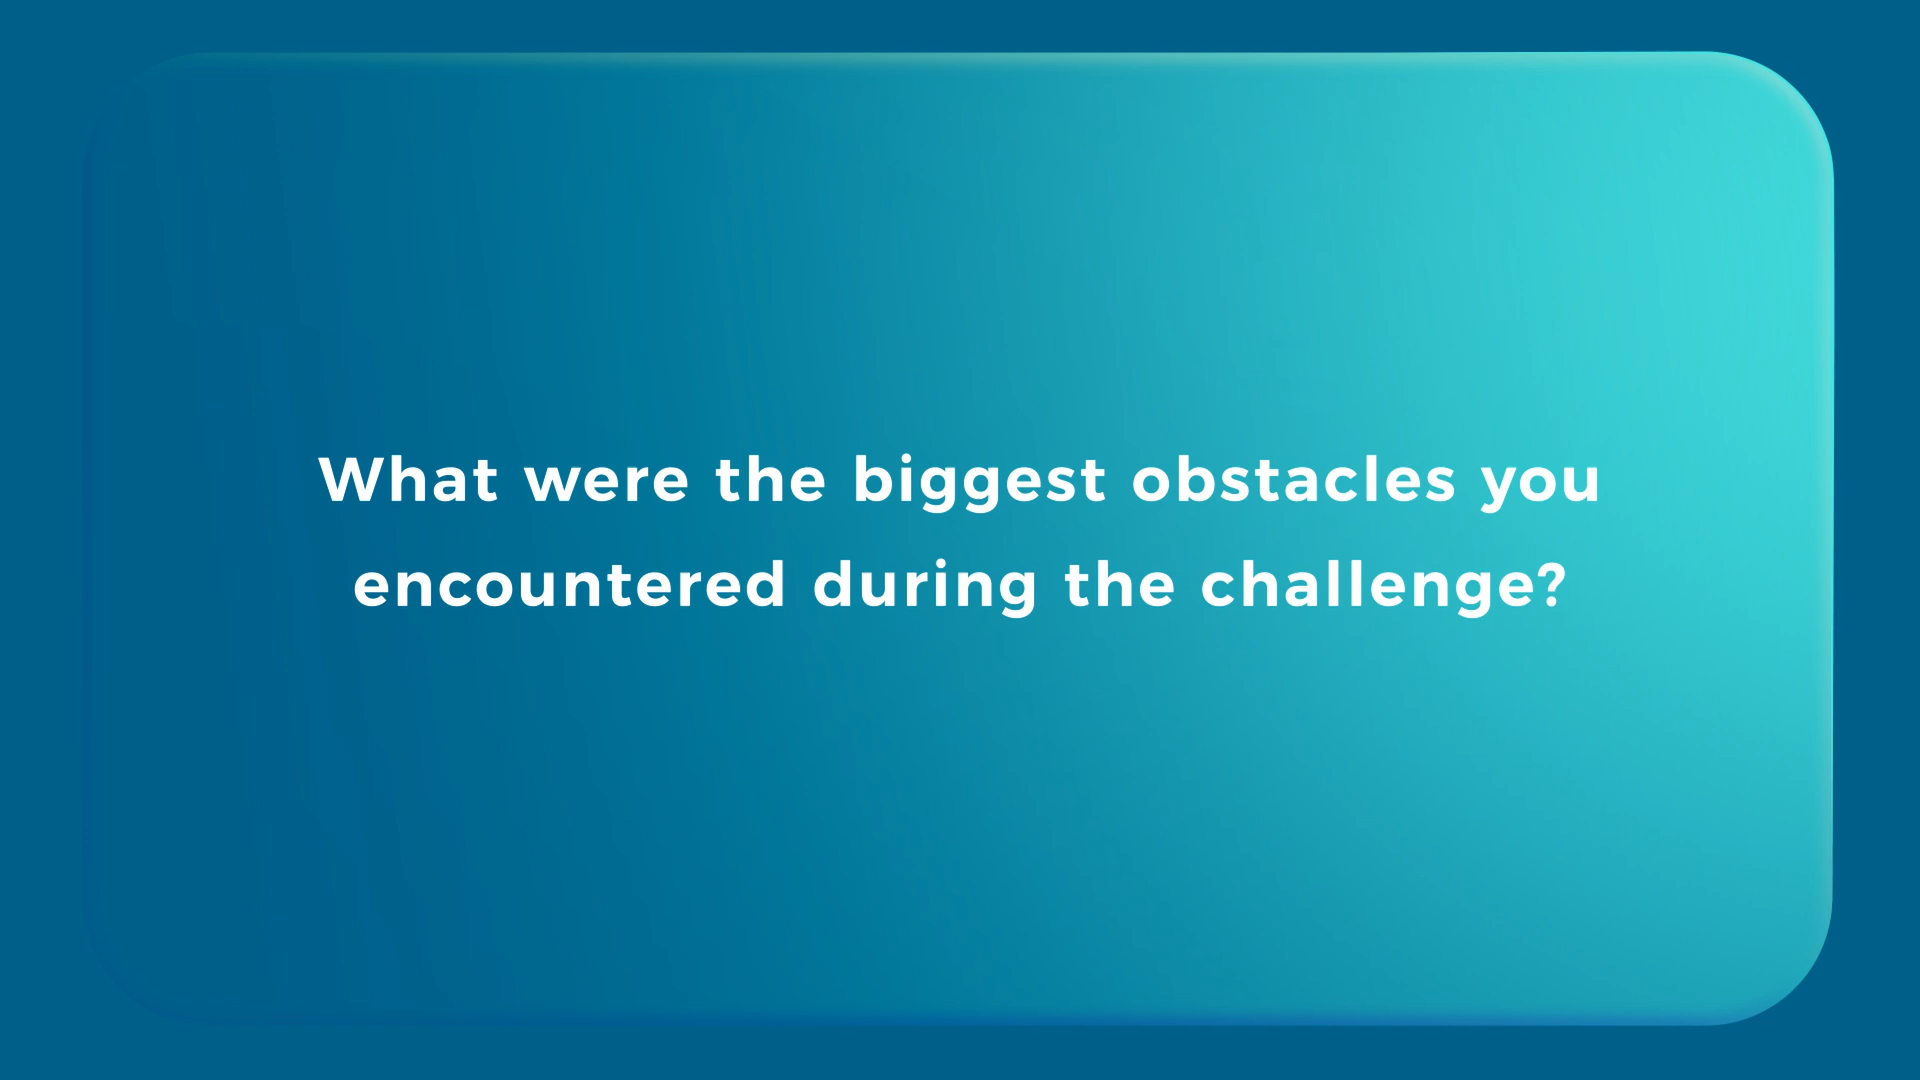 What were the biggest obstacles you
encountered during the challenge?